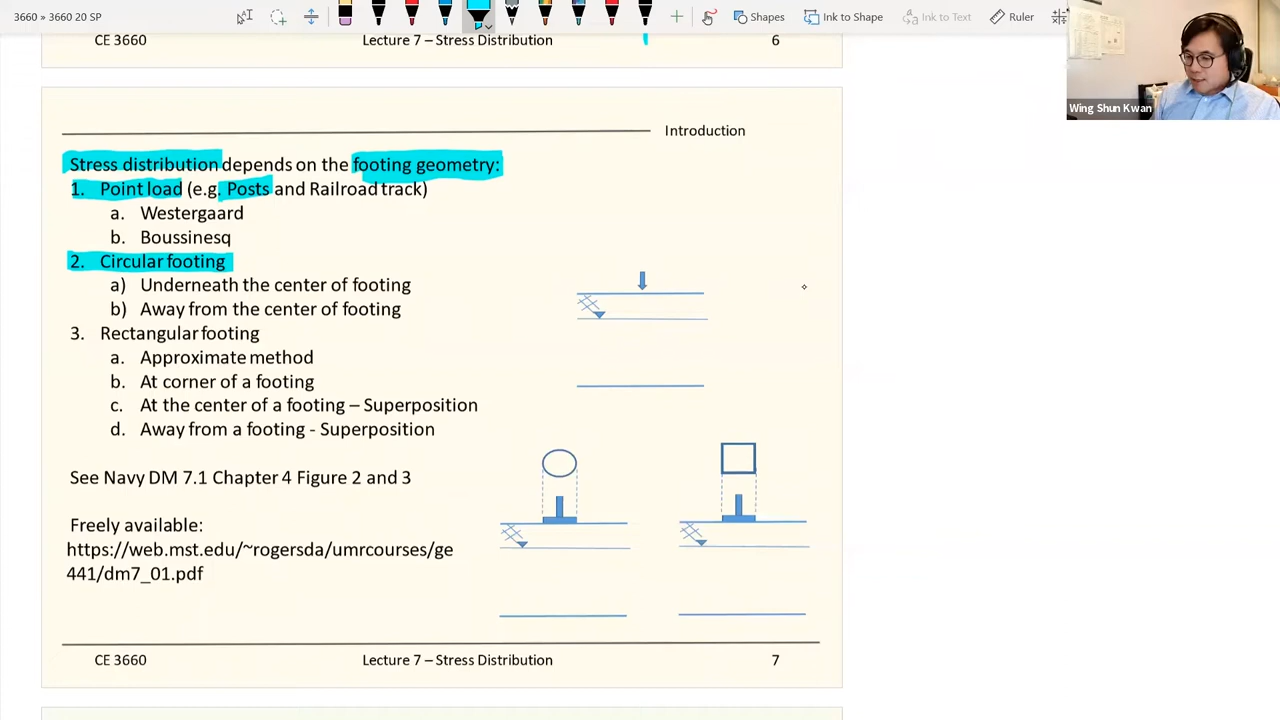 3660 » 3660 20 SP
Shapes
Ink to Shape
Ink to Text
Ruler
CE 3660
Lecture 7 – Stress Distribution
6
Wing Shun Kwan
Introduction
Stress distribution depends on the footing geometry:
1. Point load (e.g. Posts and Railroad track)
a. Westergaard
b. Boussinesq
2. Circular footing
a) Underneath the center of footing
b) Away from the center of footing
3. Rectangular footing
a. Approximate method
b. At corner of a footing
c. At the center of a footing – Superposition
d. Away from a footing - Superposition
See Navy DM 7.1 Chapter 4 Figure 2 and 3
Freely available:
https://web.mst.edu/~rogersda/umrcourses/ge
441/dm7_01.pdf
CE 3660
Lecture 7 – Stress Distribution
7